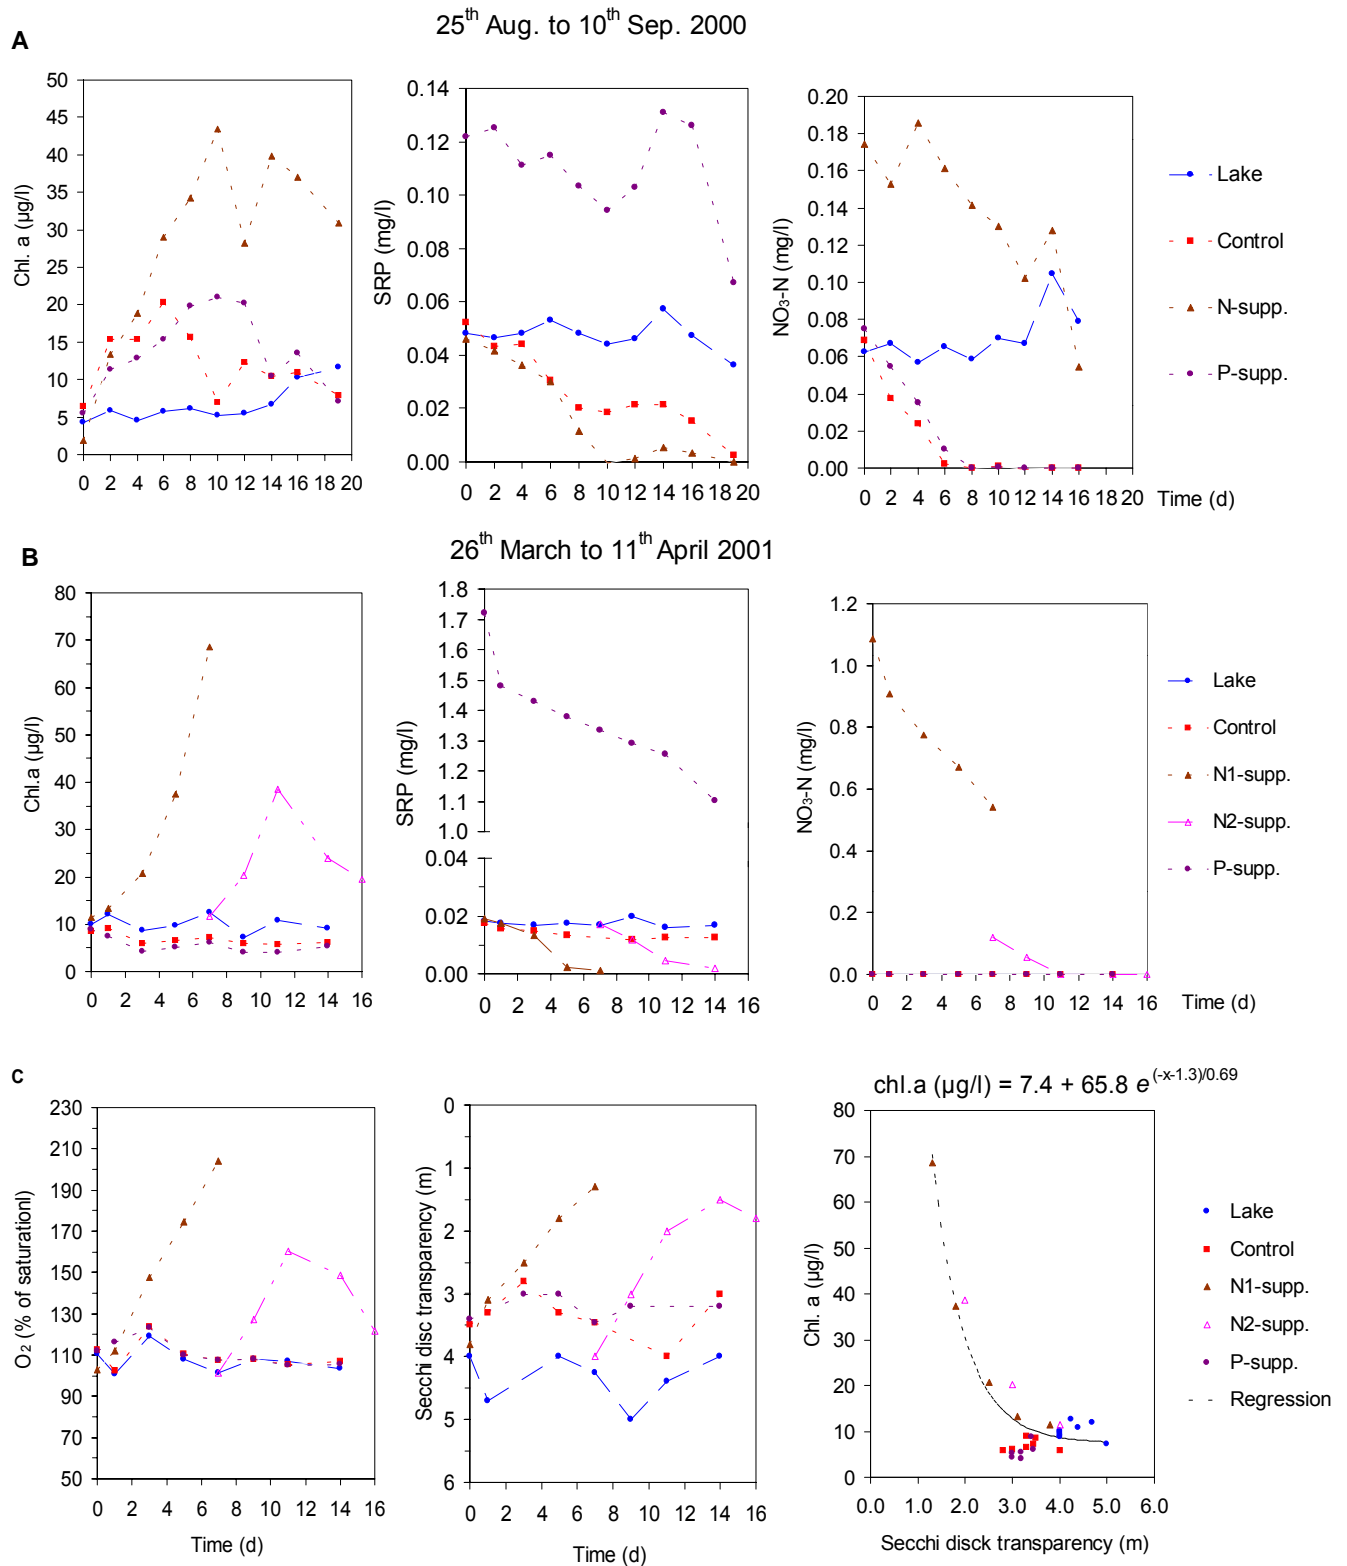 25th Aug. to 10th Sep. 2000
A
Chl. a (µg/l)
50
45
40
35
30
25
20
15
10
5
0
0 2 4 6 8 10 12 14 16 18 20
SRP (mg/l)
0.14
0.12
0.10
0.08
0.06
0.04
0.02
0.00
0 2 4 6 8 10 12 14 16 18 20
NO3-N (mg/l)
0.20
0.18
0.16
0.14
0.12
0.10
0.08
0.06
0.04
0.02
0.00
0 2 4 6 8 10 12 14 16 18 20
Time (d)
Lake
Control
N-supp.
P-supp.
26th March to 11th April 2001
B
Chl.a (µg/l)
80
70
60
50
40
30
20
10
0
0 2 4 6 8 10 12 14 16
SRP (mg/l)
1.8
1.7
1.6
1.5
1.4
1.3
1.2
1.1
1.0
0.04
0.02
0.00
0 2 4 6 8 10 12 14 16
NO3-N (mg/l)
1.2
1.0
0.8
0.6
0.4
0.2
0.0
0 2 4 6 8 10 12 14 16
Time (d)
Lake
Control
N1-supp.
N2-supp.
P-supp.
C
O2 (% of saturationl)
230
210
190
170
150
130
110
90
70
50
0 2 4 6 8 10 12 14 16
Time (d)
Secchi disc transparency (m)
0
1
2
3
4
5
6
0 2 4 6 8 10 12 14 16
Time (d)
chl.a (µg/l) = 7.4 + 65.8 e(-x-1.3)/0.69
Chl. a (µg/l)
80
70
60
50
40
30
20
10
0
0.0 1.0 2.0 3.0 4.0 5.0 6.0
Secchi disck transparency (m)
Lake
Control
N1-supp.
N2-supp.
P-supp.
Regression